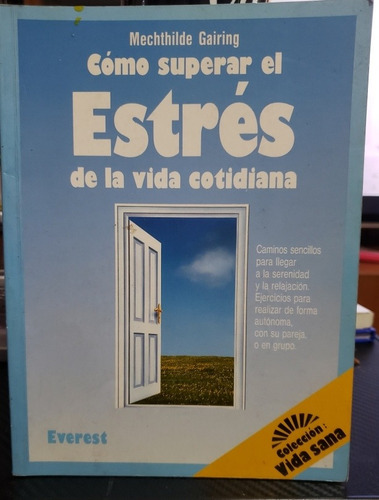 Mechthilde Gairing
Cómo superar el
Estrés
de la vida cotidiana
Caminos sencillos
para llegar
a la serenidad
y la relajación.
Ejercicios para
realizar de forma
autónoma,
con su pareja,
o en grupo.
Everest
Colección:
Vida sana